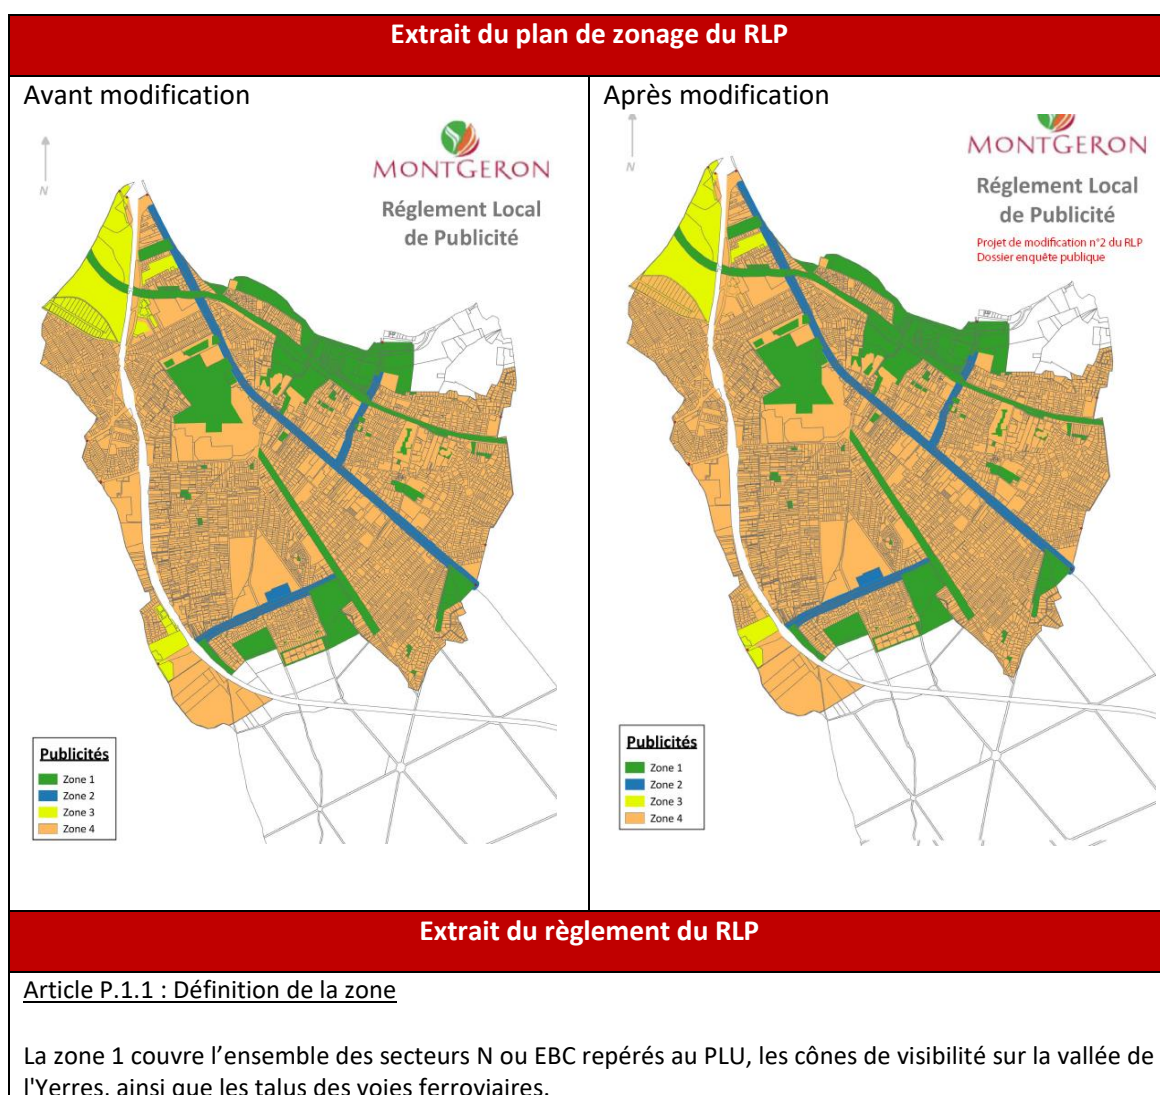 Extrait du plan de zonage du RLP
Avant modification
N
MONTGERON
Réglement Local
de Publicité
Publicités
Zone 1
Zone 2
Zone 3
Zone 4
Après modification
N
MONTGERON
Réglement Local
de Publicité
Projet de modification n°2 du RLP
Dossier enquête publique
Publicités
Zone 1
Zone 2
Zone 3
Zone 4
Extrait du règlement du RLP
Article P.1.1 : Définition de la zone
La zone 1 couvre l’ensemble des secteurs N ou EBC repérés au PLU, les cônes de visibilité sur la vallée de
l'Yerres, ainsi que les talus des voies ferroviaires.